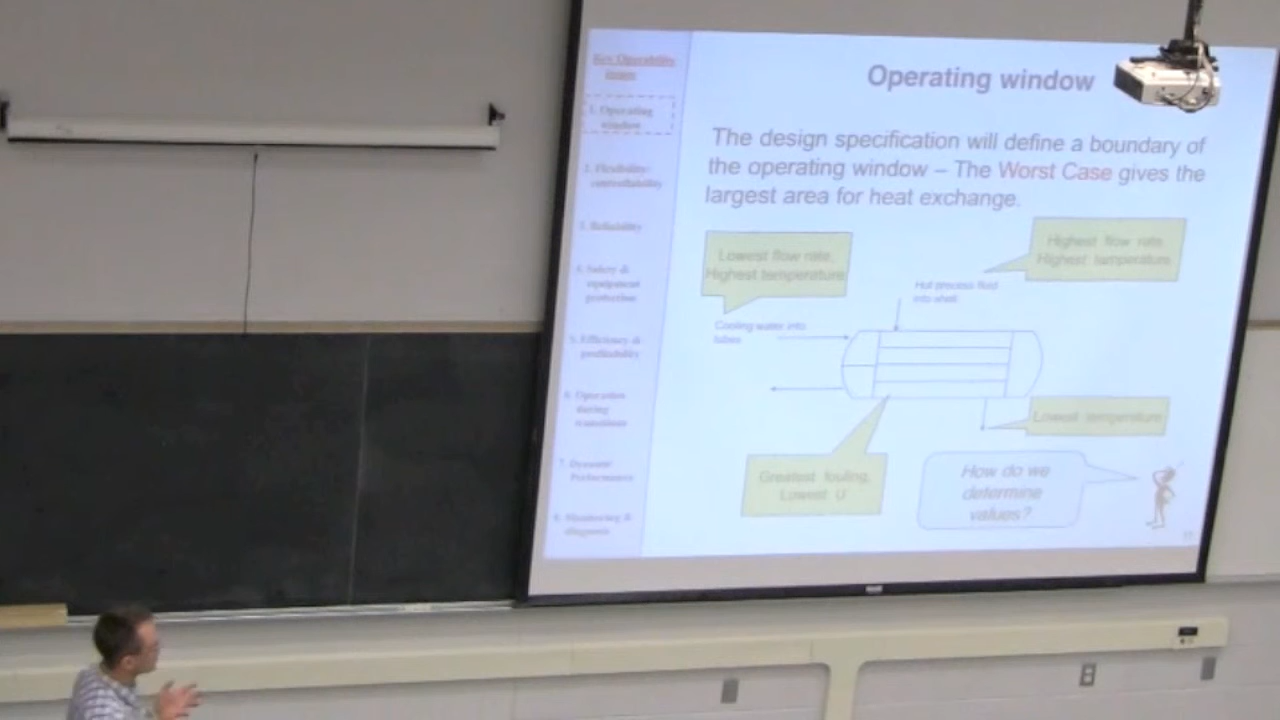 Key Operability
issues
1. Operating
window
2. Flexibility/
controllability
3. Reliability
4. Safety &
equipment
protection
5. Efficiency &
profitability
6. Operation
during
transitions
7. Dynamic
Performance
8. Monitoring &
diagnosis
Operating window
The design specification will define a boundary of
the operating window – The Worst Case gives the
largest area for heat exchange.
Lowest flow rate,
Highest temperature
Highest flow rate,
Highest temperature
Hot process fluid
into shell
Cooling water into
tubes
Lowest temperature
Greatest fouling,
Lowest U
How do we
determine
values?